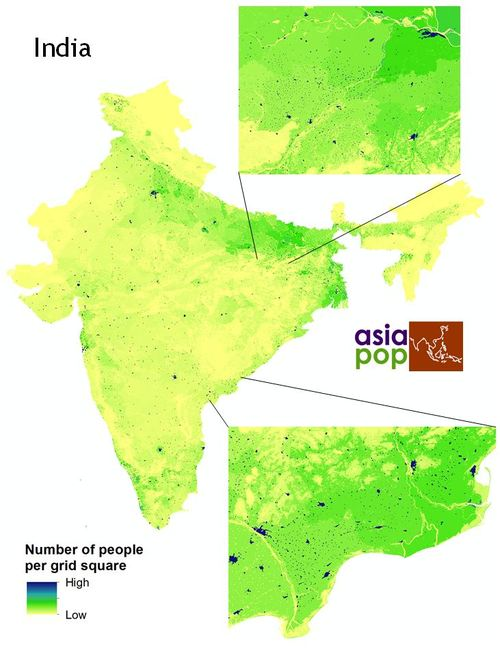 India
asia
pop
Number of people
per grid square
High
Low